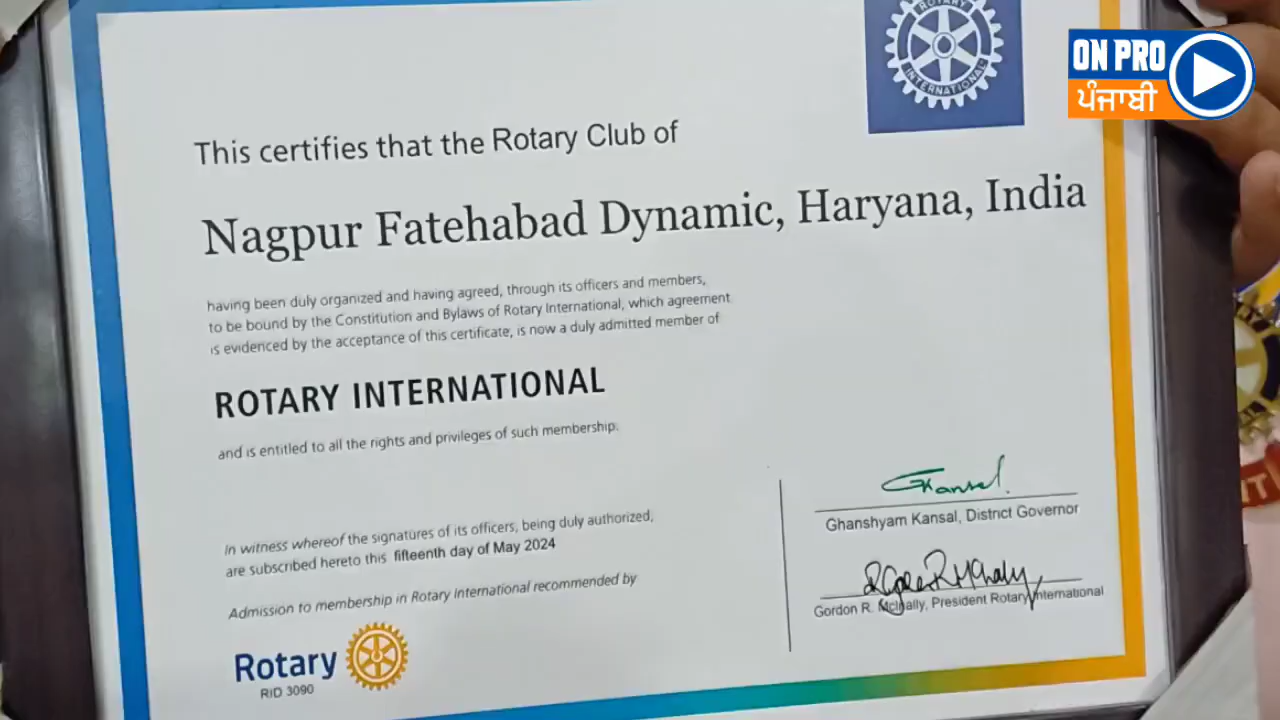 ROTARY
INTERNATIONAL
ON PRO
ਪੰਜਾਬੀ
This certifies that the Rotary Club of
Nagpur Fatehabad Dynamic, Haryana, India
having been duly organized and having agreed, through its officers and members,
to be bound by the Constitution and Bylaws of Rotary International, which agreement
is evidenced by the acceptance of this certificate, is now a duly admitted member of
ROTARY INTERNATIONAL
and is entitled to all the rights and privileges of such membership.
In witness whereof the signatures of its officers, being duly authorized,
are subscribed hereto this fifteenth day of May 2024
Admission to membership in Rotary International recommended by
Rotary
RID 3090
GKansal.
Ghanshyam Kansal, District Governor
Gordon R. McInally, President Rotary International